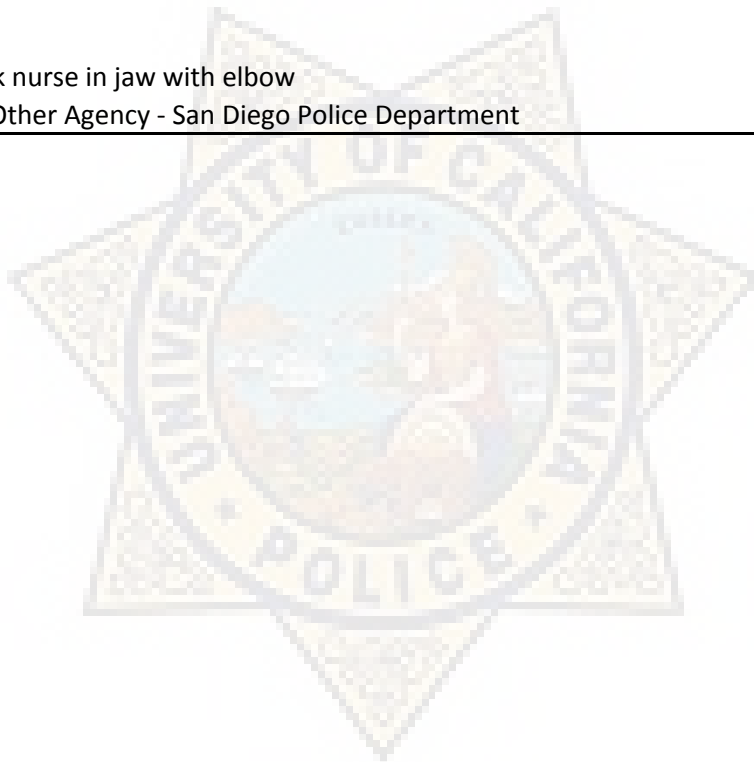 k nurse in jaw with elbow
Other Agency - San Diego Police Department
UNIVERSITY OF CALIFORNIA
POLICE